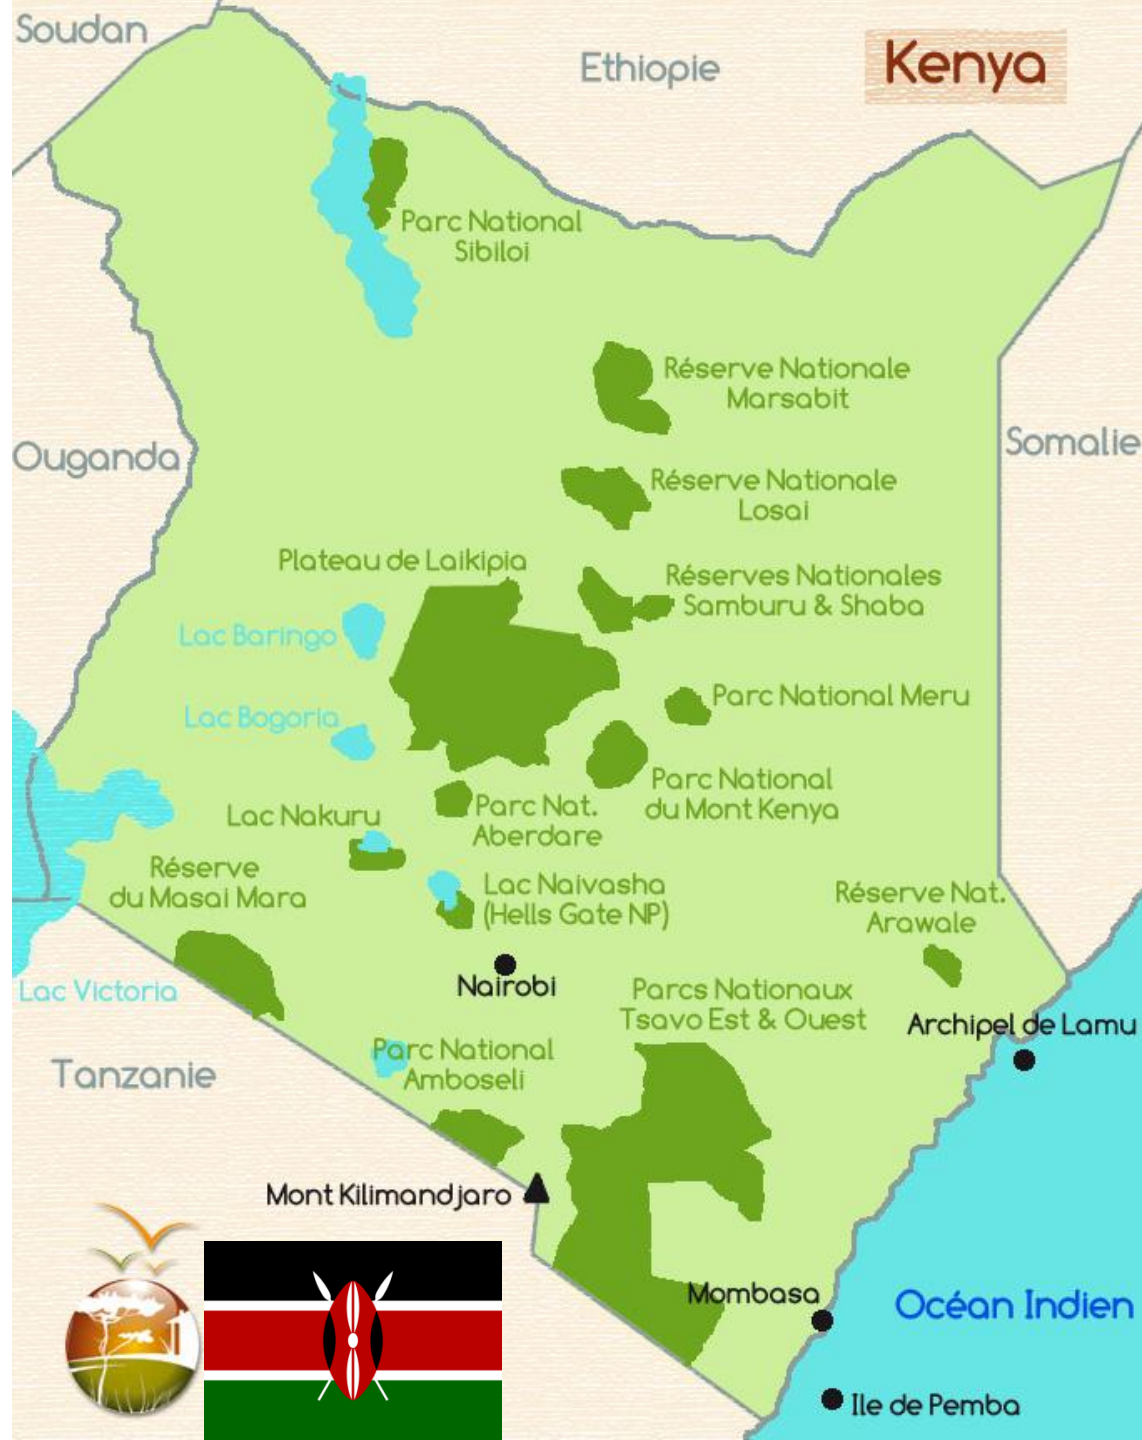 Soudan
Ethiopie
Kenya
Parc National
Sibiloi
Réserve Nationale
Marsabit
Ouganda
Somalie
Réserve Nationale
Losai
Plateau de Laikipia
Réserves Nationales
Samburu & Shaba
Lac Baringo
Parc National Meru
Lac Bogoria
Parc National
du Mont Kenya
Lac Nakuru
Parc Nat.
Aberdare
Réserve
du Masai Mara
Lac Naivasha
(Hells Gate NP)
Réserve Nat.
Arawale
Lac Victoria
Nairobi
Parcs Nationaux
Tsavo Est & Ouest
Archipel de Lamu
Parc National
Amboseli
Tanzanie
Mont Kilimandjaro
Mombasa
Océan Indien
Ile de Pemba